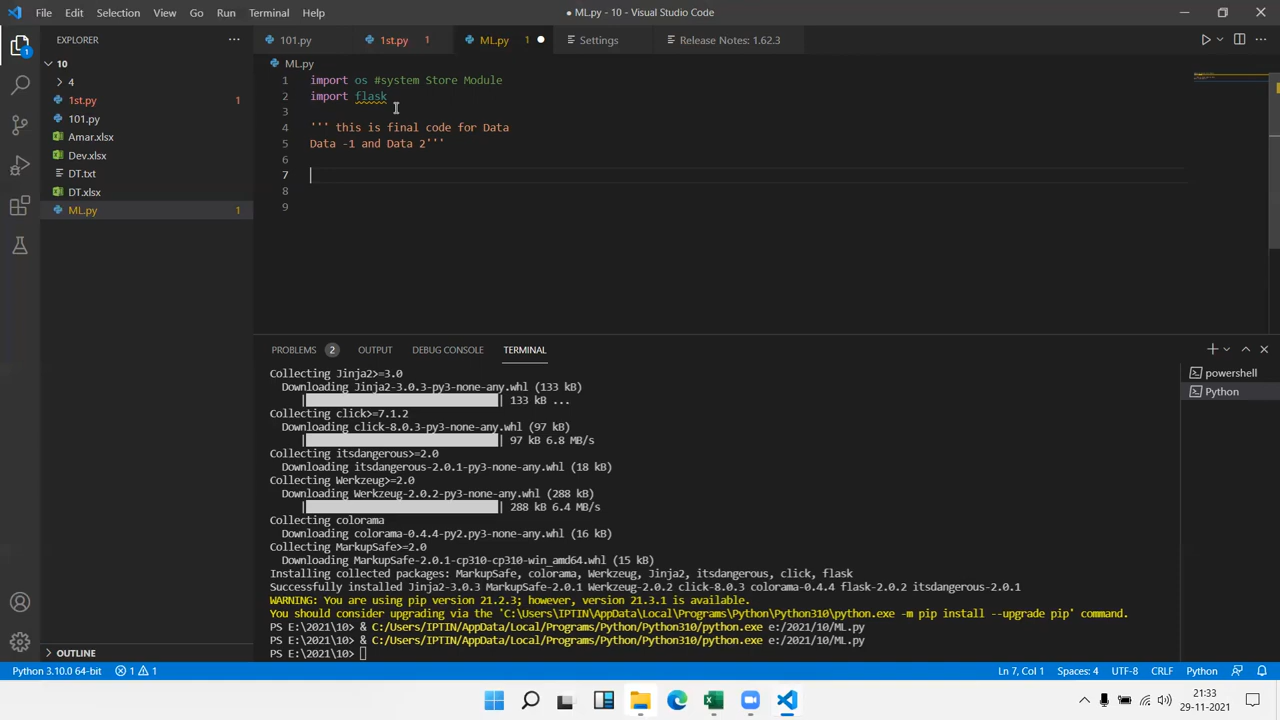 File Edit Selection View Go Run Terminal Help
● ML.py - 10 - Visual Studio Code
EXPLORER
101.py
1st.py 1
ML.py 1
Settings
Release Notes: 1.62.3
10
4
1st.py 1
101.py
Amar.xlsx
Dev.xlsx
DT.txt
DT.xlsx
ML.py 1
ML.py
1 import os #system Store Module
2 import flask
3
4 ''' this is final code for Data
5 Data -1 and Data 2'''
6
7
8
9
PROBLEMS 2 OUTPUT DEBUG CONSOLE TERMINAL
powershell
Python
Collecting Jinja2>=3.0
Downloading Jinja2-3.0.3-py3-none-any.whl (133 kB)
| | 133 kB ...
Collecting click>=7.1.2
Downloading click-8.0.3-py3-none-any.whl (97 kB)
| | 97 kB 6.8 MB/s
Collecting itsdangerous>=2.0
Downloading itsdangerous-2.0.1-py3-none-any.whl (18 kB)
Collecting Werkzeug>=2.0
Downloading Werkzeug-2.0.2-py3-none-any.whl (288 kB)
| | 288 kB 6.4 MB/s
Collecting colorama
Downloading colorama-0.4.4-py2.py3-none-any.whl (16 kB)
Collecting MarkupSafe>=2.0
Downloading MarkupSafe-2.0.1-cp310-cp310-win_amd64.whl (15 kB)
Installing collected packages: MarkupSafe, colorama, Werkzeug, Jinja2, itsdangerous, click, flask
Successfully installed Jinja2-3.0.3 MarkupSafe-2.0.1 Werkzeug-2.0.2 click-8.0.3 colorama-0.4.4 flask-2.0.2 itsdangerous-2.0.1
WARNING: You are using pip version 21.2.3; however, version 21.3.1 is available.
You should consider upgrading via the 'C:\Users\IPTIN\AppData\Local\Programs\Python\Python310\python.exe -m pip install --upgrade pip' command.
PS E:\2021\10> & C:/Users/IPTIN/AppData/Local/Programs/Python/Python310/python.exe e:/2021/10/ML.py
PS E:\2021\10> & C:/Users/IPTIN/AppData/Local/Programs/Python/Python310/python.exe e:/2021/10/ML.py
PS E:\2021\10>
OUTLINE
Python 3.10.0 64-bit 1 1
Ln 7, Col 1 Spaces: 4 UTF-8 CRLF Python
21:33
29-11-2021